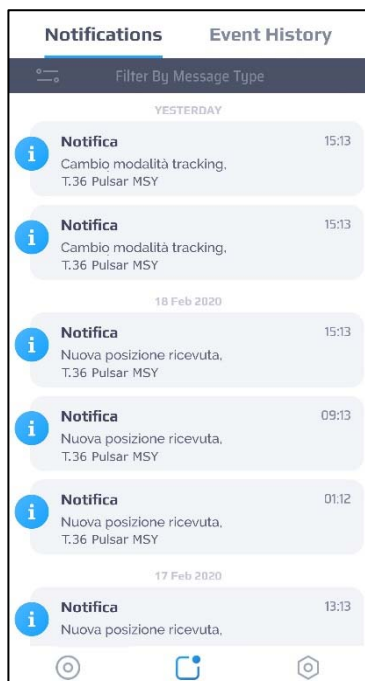 Notifications Event History
Filter By Message Type
YESTERDAY
Notifica 15:13
Cambio modalità tracking,
T.36 Pulsar MSY
Notifica 15:13
Cambio modalità tracking,
T.36 Pulsar MSY
18 Feb 2020
Notifica 15:13
Nuova posizione ricevuta,
T.36 Pulsar MSY
Notifica 09:13
Nuova posizione ricevuta,
T.36 Pulsar MSY
Notifica 01:12
Nuova posizione ricevuta,
T.36 Pulsar MSY
17 Feb 2020
Notifica 13:13
Nuova posizione ricevuta,